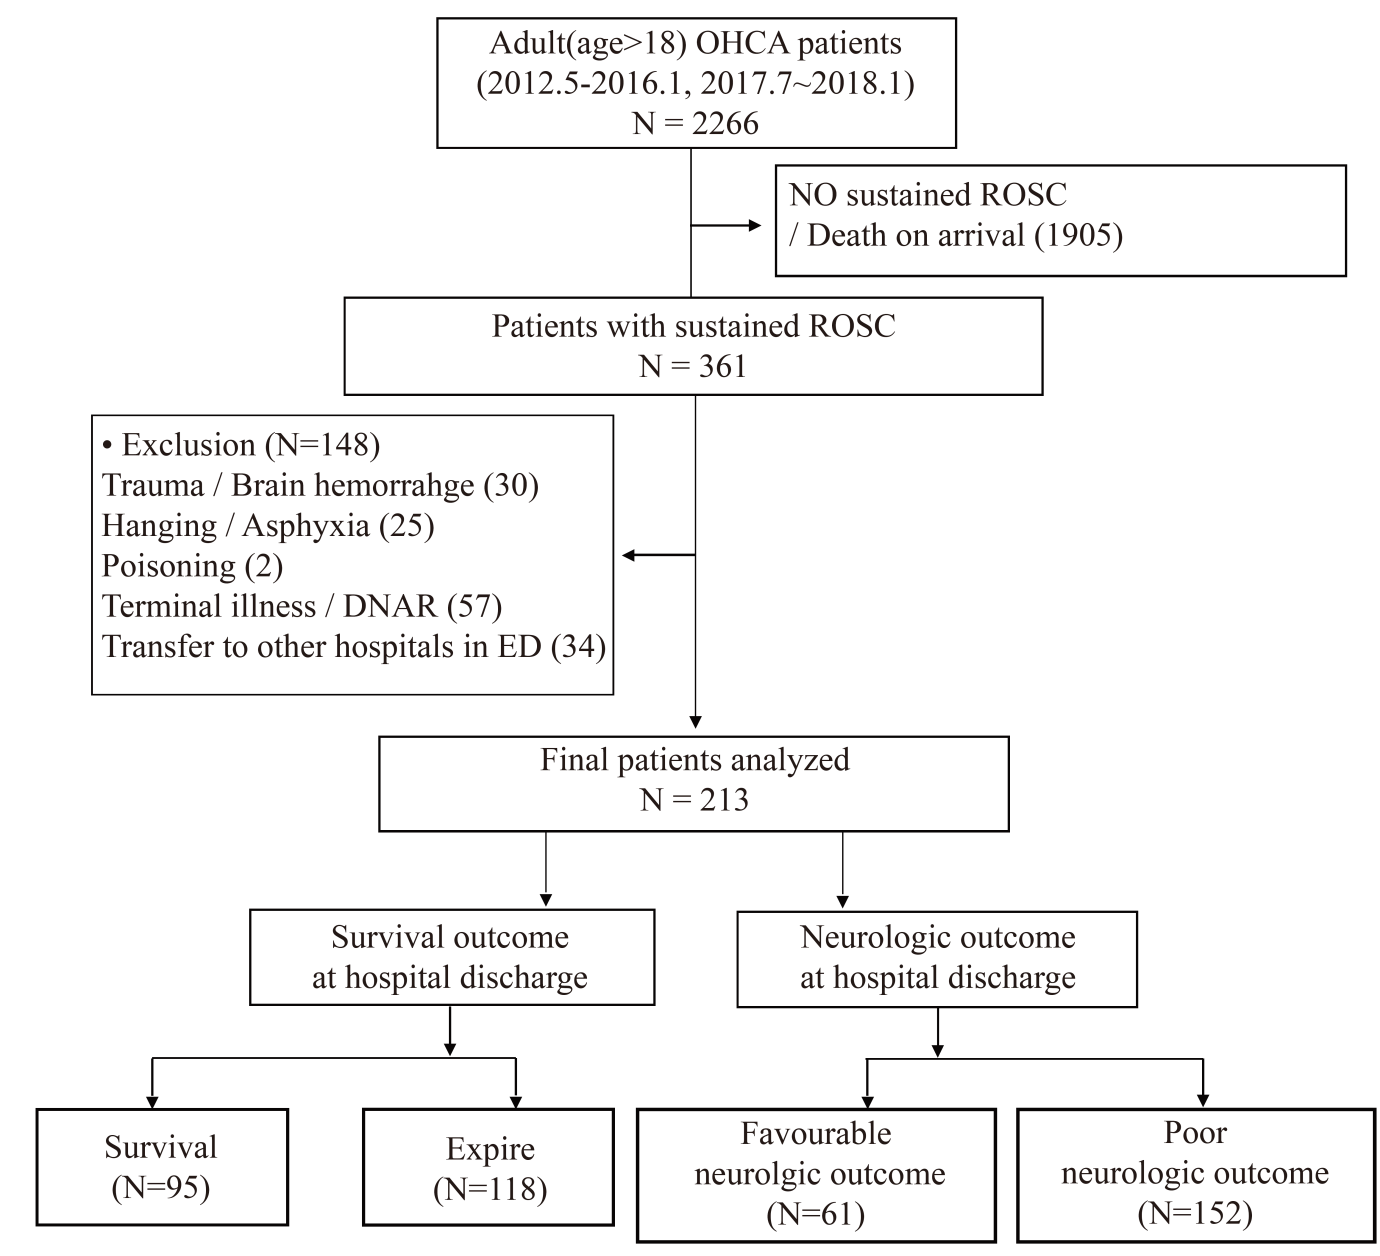 Adult(age>18) OHCA patients
(2012.5-2016.1, 2017.7~2018.1)
N = 2266
NO sustained ROSC
/ Death on arrival (1905)
Patients with sustained ROSC
N = 361
• Exclusion (N=148)
Trauma / Brain hemorrahge (30)
Hanging / Asphyxia (25)
Poisoning (2)
Terminal illness / DNAR (57)
Transfer to other hospitals in ED (34)
Final patients analyzed
N = 213
Survival outcome
at hospital discharge
Neurologic outcome
at hospital discharge
Survival
(N=95)
Expire
(N=118)
Favourable
neurolgic outcome
(N=61)
Poor
neurologic outcome
(N=152)